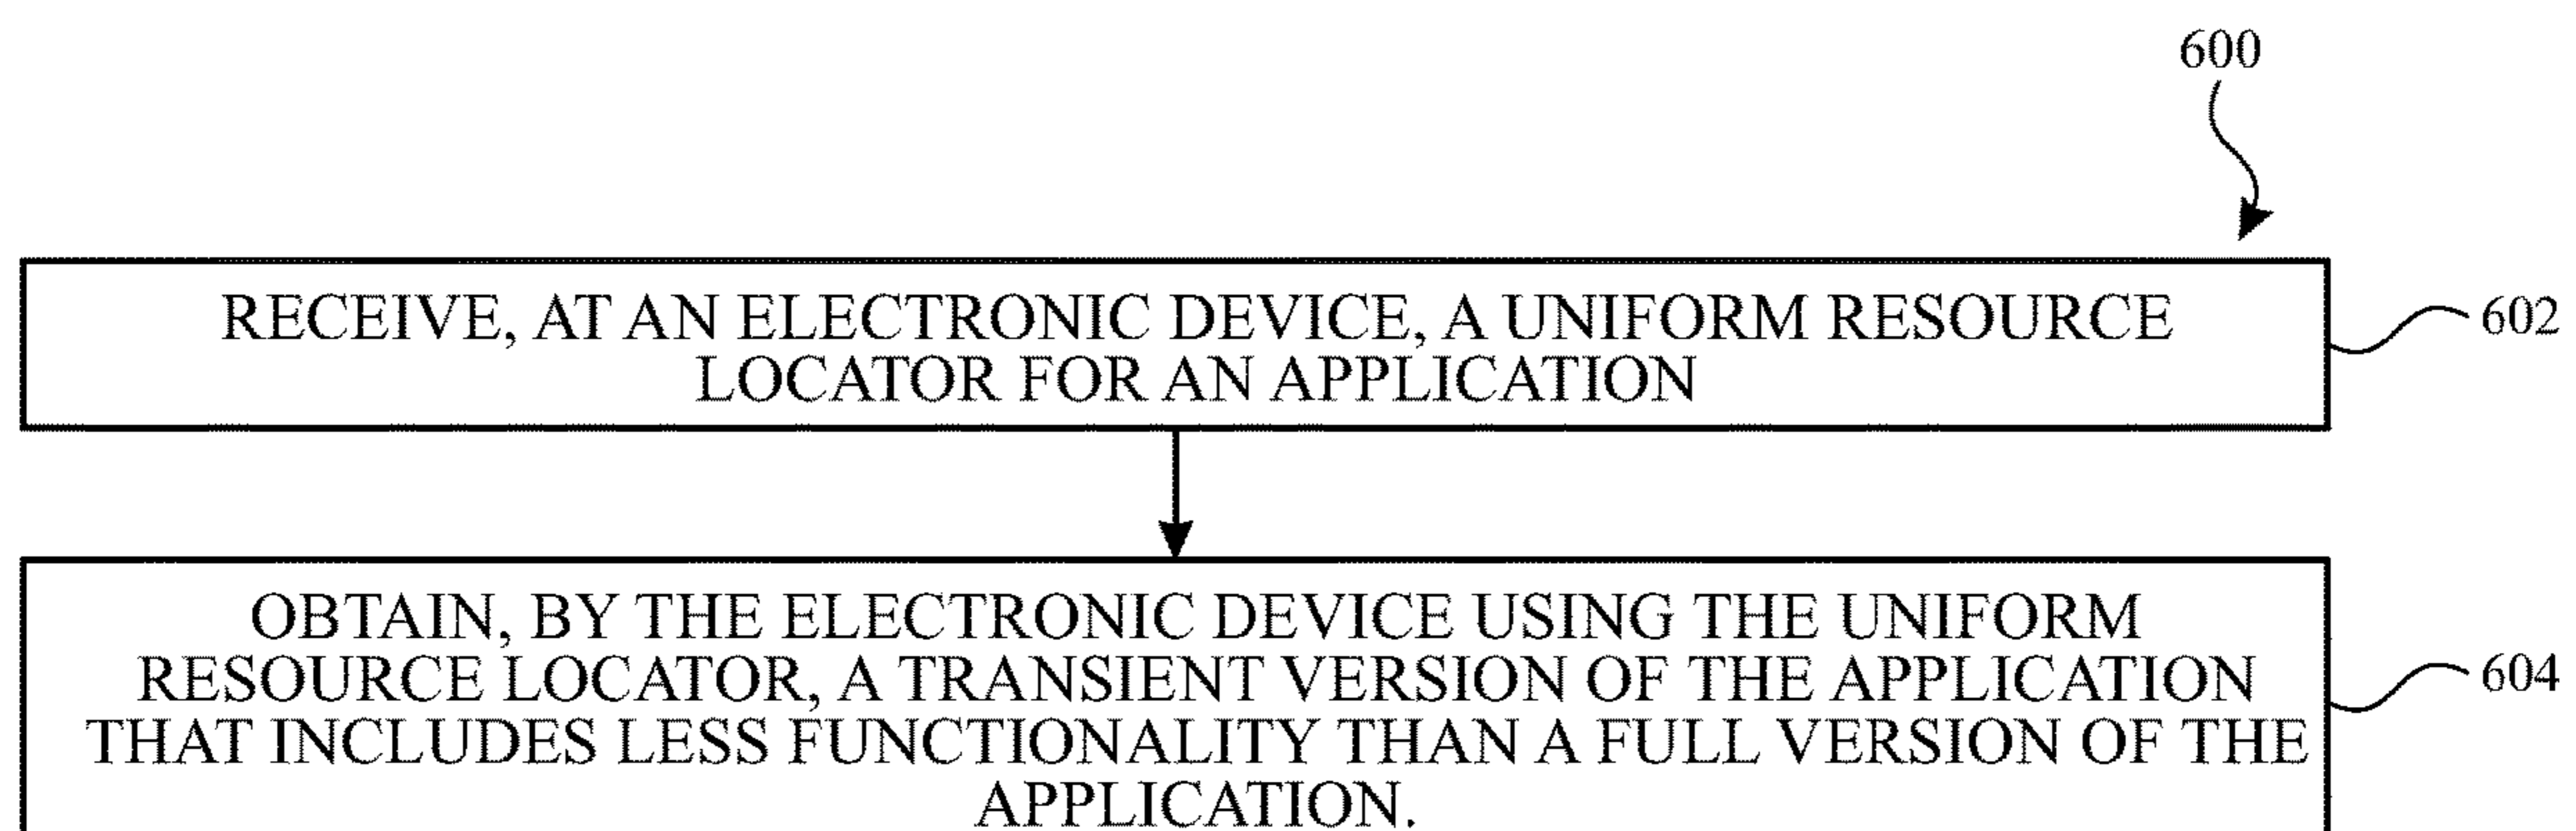 600
RECEIVE, AT AN ELECTRONIC DEVICE, A UNIFORM RESOURCE
LOCATOR FOR AN APPLICATION
602
OBTAIN, BY THE ELECTRONIC DEVICE USING THE UNIFORM
RESOURCE LOCATOR, A TRANSIENT VERSION OF THE APPLICATION
THAT INCLUDES LESS FUNCTIONALITY THAN A FULL VERSION OF THE
APPLICATION.
604